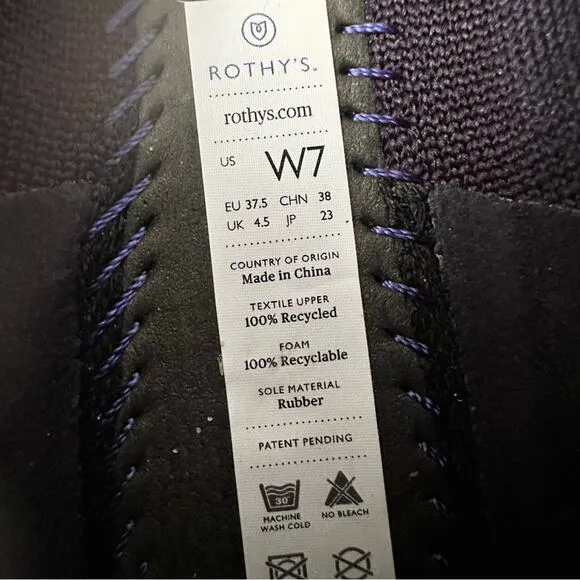 ROTHY'S™
rothys.com
US W7
EU 37.5 CHN 38
UK 4.5 JP 23
COUNTRY OF ORIGIN
Made in China
TEXTILE UPPER
100% Recycled
FOAM
100% Recyclable
SOLE MATERIAL
Rubber
PATENT PENDING
30°
MACHINE
WASH COLD
NO BLEACH